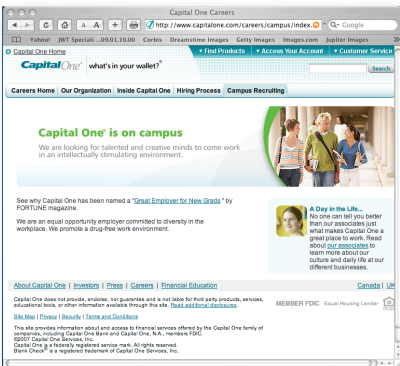 Capital One Careers
A A
http://www.capitalone.com/careers/campus/index.
Google
Yahoo! JWT Speciali...09.01.10.00 Corbis Dreamstime Images Getty Images Images.com Jupiter Images
Capital One Home
Find Products Access Your Account Customer Service
CapitalOne® what's in your wallet?®
Search
Careers Home Our Organization Inside Capital One Hiring Process Campus Recruiting
Capital One® is on campus
We are looking for talented and creative minds to come work
in an intellectually stimulating environment.
See why Capital One has been named a "Great Employer for New Grads " by
FORTUNE magazine.
We are an equal opportunity employer committed to diversity in the
workplace. We promote a drug-free work environment.
A Day in the Life...
No one can tell you better
than our associates just
what makes Capital One a
great place to work. Read
about our associates to
learn more about our
culture and daily life at our
different businesses.
About Capital One | Investors | Press | Careers | Financial Education
Canada | UK
Capital One does not provide, endorse, nor guarantee and is not liable for third party products, services,
educational tools, or other information available through this site. Read additional disclosures.
MEMBER FDIC Equal Housing Lender
Site Map | Privacy | Security | Terms and Conditions
This site provides information about and access to financial services offered by the Capital One family of
companies, including Capital One Bank and Capital One, N.A., members FDIC.
©2007 Capital One Services, Inc.
Capital One is a federally registered service mark. All rights reserved.
Blank Check® is a registered trademark of Capital One Services, Inc.